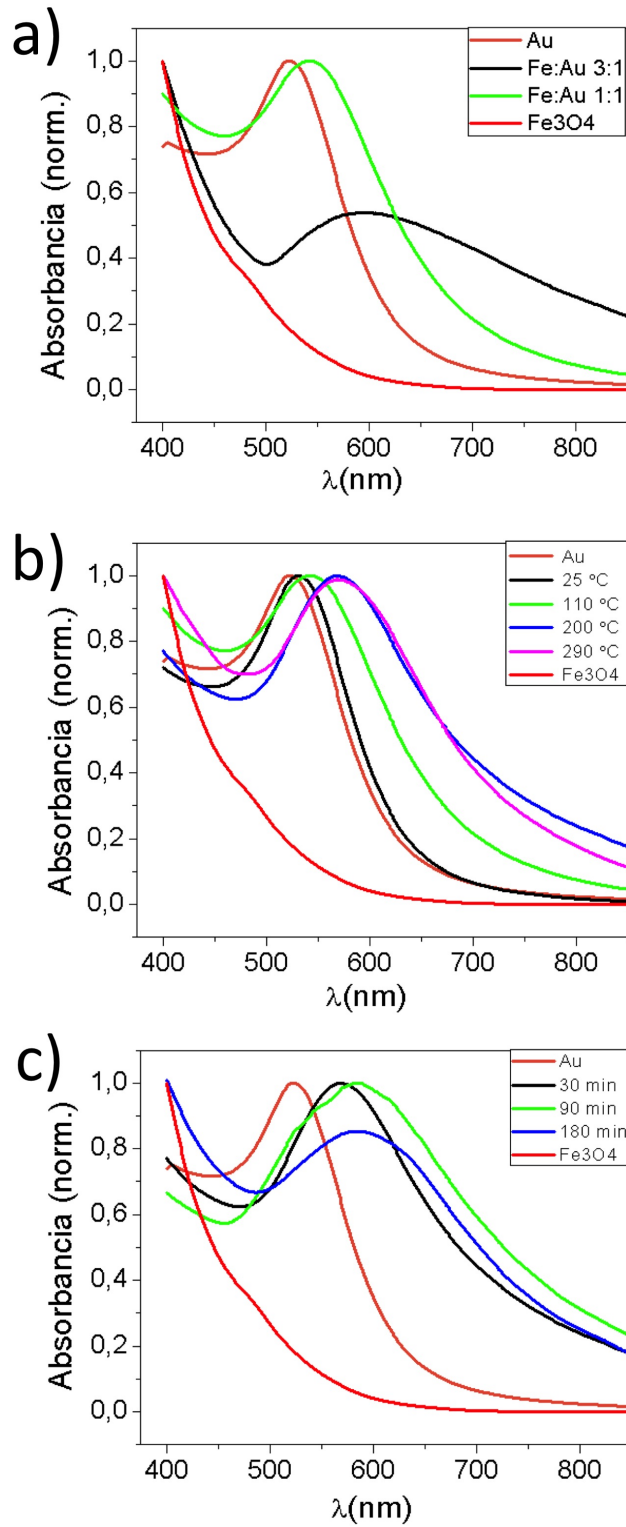 a)
Absorbancia (norm.)
1,0
0,8
0,6
0,4
0,2
0,0
Au
Fe:Au 3:1
Fe:Au 1:1
Fe3O4
400 500 600 700 800
λ(nm)
b)
Absorbancia (norm.)
1,0
0,8
0,6
0,4
0,2
0,0
Au
25 ºC
110 ºC
200 ºC
290 ºC
Fe3O4
400 500 600 700 800
λ(nm)
c)
Absorbancia (norm.)
1,0
0,8
0,6
0,4
0,2
0,0
Au
30 min
90 min
180 min
Fe3O4
400 500 600 700 800
λ(nm)